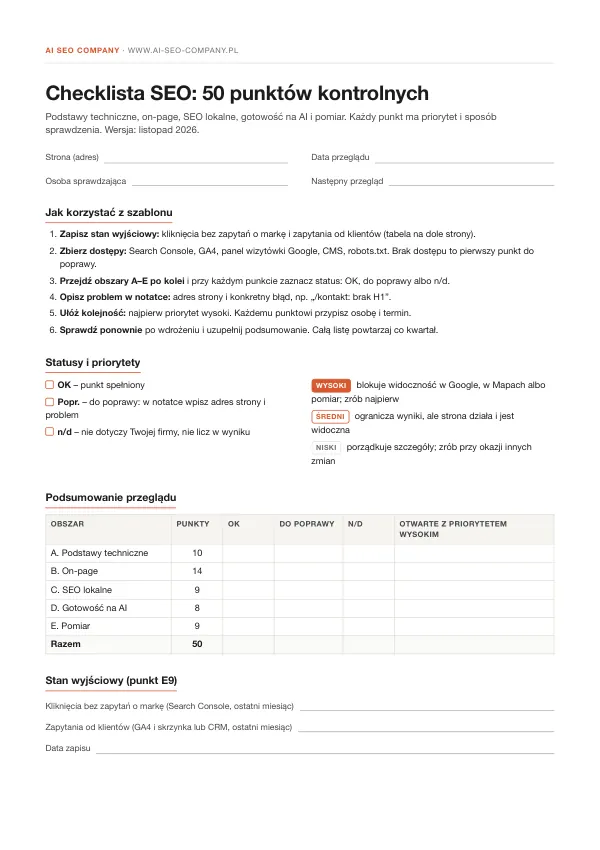 AI SEO COMPANY · WWW.AI-SEO-COMPANY.PL
Checklista SEO: 50 punktów kontrolnych
Podstawy techniczne, on-page, SEO lokalne, gotowość na AI i pomiar. Każdy punkt ma priorytet i sposób
sprawdzenia. Wersja: listopad 2026.
Strona (adres)
Data przeglądu
Osoba sprawdzająca
Następny przegląd
Jak korzystać z szablonu
1. Zapisz stan wyjściowy: kliknięcia bez zapytań o markę i zapytania od klientów (tabela na dole strony).
2. Zbierz dostępy: Search Console, GA4, panel wizytówki Google, CMS, robots.txt. Brak dostępu to pierwszy punkt do
poprawy.
3. Przejdź obszary A–E po kolei i przy każdym punkcie zaznacz status: OK, do poprawy albo n/d.
4. Opisz problem w notatce: adres strony i konkretny błąd, np. „/kontakt: brak H1”.
5. Ułóż kolejność: najpierw priorytet wysoki. Każdemu punktowi przypisz osobę i termin.
6. Sprawdź ponownie po wdrożeniu i uzupełnij podsumowanie. Całą listę powtarzaj co kwartał.
Statusy i priorytety
OK – punkt spełniony
Popr. – do poprawy: w notatce wpisz adres strony i
problem
n/d – nie dotyczy Twojej firmy, nie licz w wyniku
WYSOKI blokuje widoczność w Google, w Mapach albo
pomiar; zrób najpierw
ŚREDNI ogranicza wyniki, ale strona działa i jest
widoczna
NISKI porządkuje szczegóły; zrób przy okazji innych
zmian
Podsumowanie przeglądu
OBSZAR PUNKTY OK DO POPRAWY N/D OTWARTE Z PRIORYTETEM
WYSOKIM
A. Podstawy techniczne 10
B. On-page 14
C. SEO lokalne 9
D. Gotowość na AI 8
E. Pomiar 9
Razem 50
Stan wyjściowy (punkt E9)
Kliknięcia bez zapytań o markę (Search Console, ostatni miesiąc)
Zapytania od klientów (GA4 i skrzynka lub CRM, ostatni miesiąc)
Data zapisu